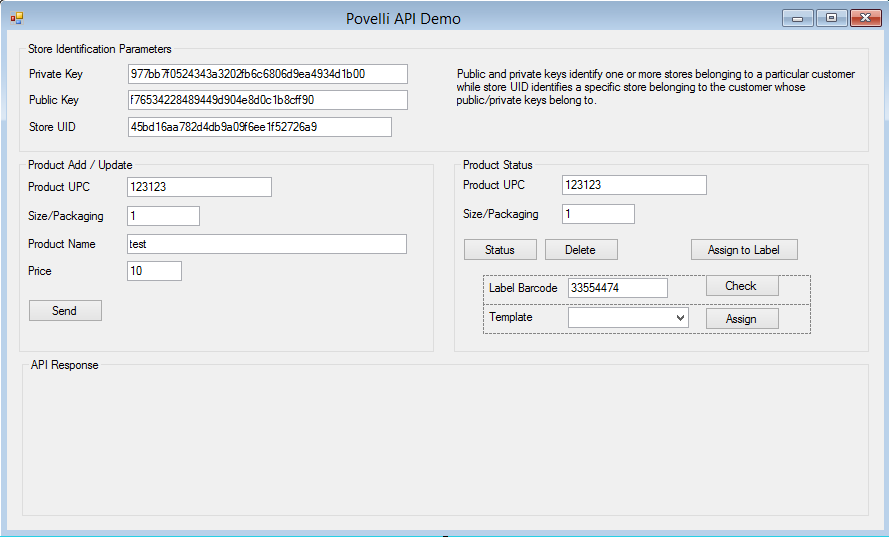 Povelli API Demo
Store Identification Parameters
Private Key 977bb7f0524343a3202fb6c6806d9ea4934d1b00
Public Key f76534228489449d904e8d0c1b8cff90
Store UID 45bd16aa782d4db9a09f6ee1f52726a9
Public and private keys identify one or more stores belonging to a particular customer
while store UID identifies a specific store belonging to the customer whose
public/private keys belong to.
Product Add / Update
Product UPC 123123
Size/Packaging 1
Product Name test
Price 10
Send
Product Status
Product UPC 123123
Size/Packaging 1
Status Delete Assign to Label
Label Barcode 33554474 Check
Template Assign
API Response